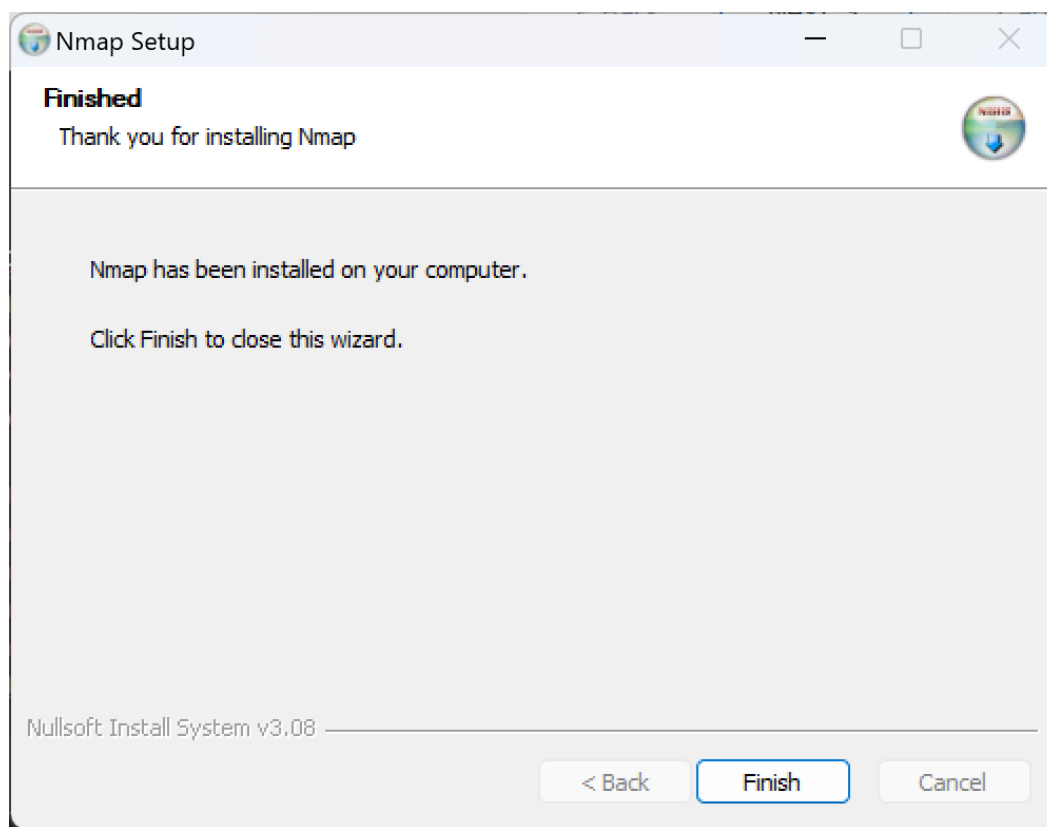 Nmap Setup
Finished
Thank you for installing Nmap
Nmap has been installed on your computer.
Click Finish to close this wizard.
Nullsoft Install System v3.08
< Back
Finish
Cancel